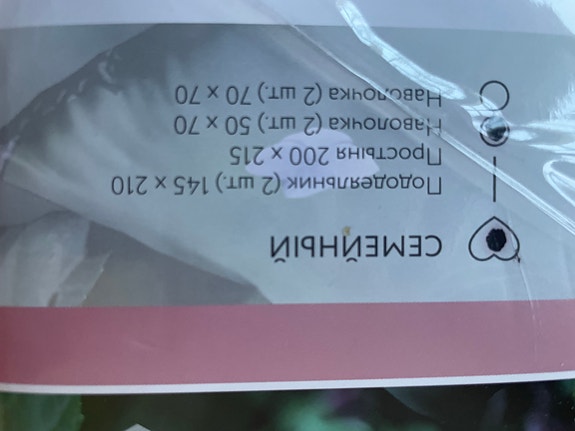 СЕМЕЙНЫЙ
Пододеяльник (2 шт.) 145 x 210
Простыня 200 x 215
Наволочка (2 шт.) 50 x 70
Наволочка (2 шт.) 70 x 70